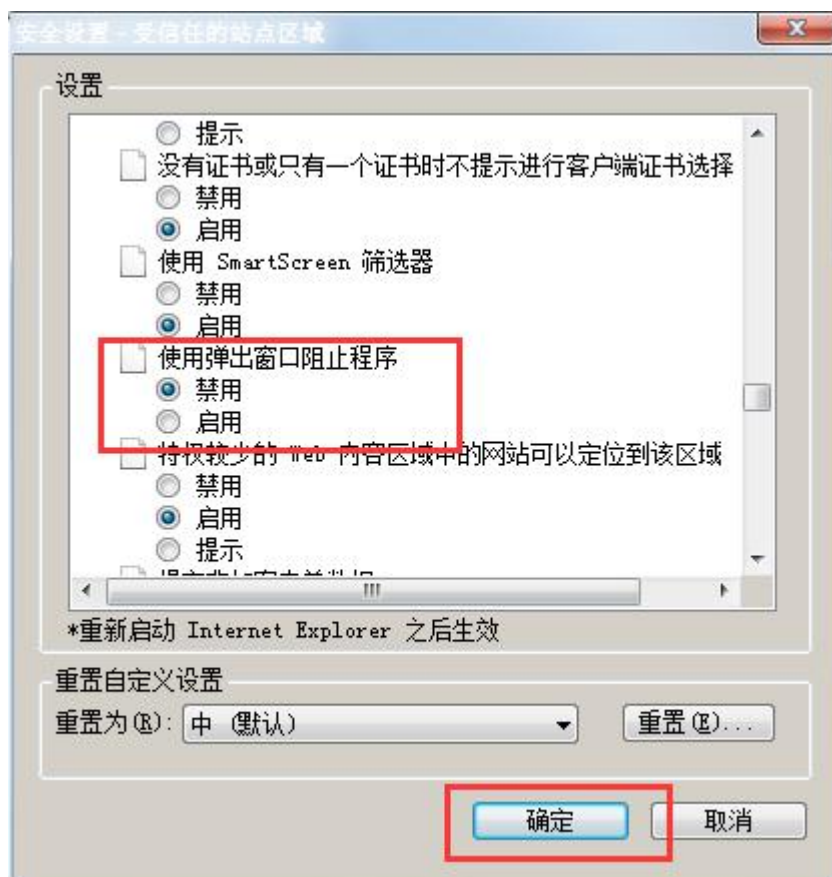 安全设置 - 受信任的站点区域
设置
提示
没有证书或只有一个证书时不提示进行客户端证书选择
禁用
启用
使用 SmartScreen 筛选器
禁用
启用
使用弹出窗口阻止程序
禁用
启用
特权较少的 Web 内容区域中的网站可以定位到该区域
禁用
启用
提示
*重新启动 Internet Explorer 之后生效
重置自定义设置
重置为(R): 中 (默认) 重置(E)...
确定 取消